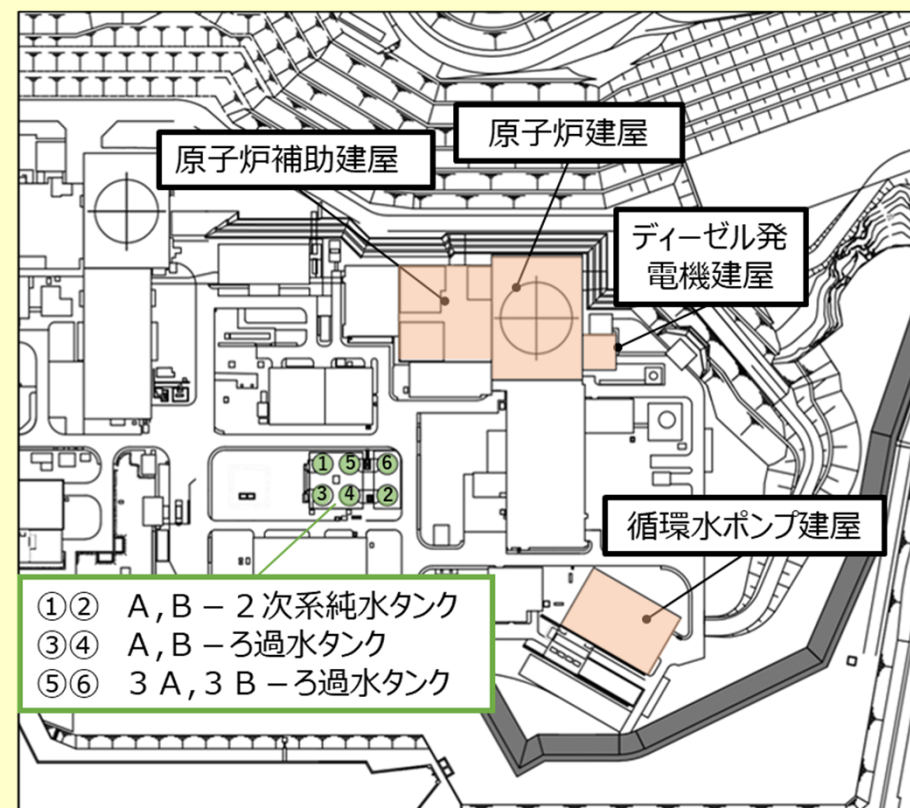 原子炉建屋
原子炉補助建屋
ディーゼル発
電機建屋
①⑤⑥
③④②
循環水ポンプ建屋
①② A,B－2次系純水タンク
③④ A,B－ろ過水タンク
⑤⑥ 3A,3B－ろ過水タンク